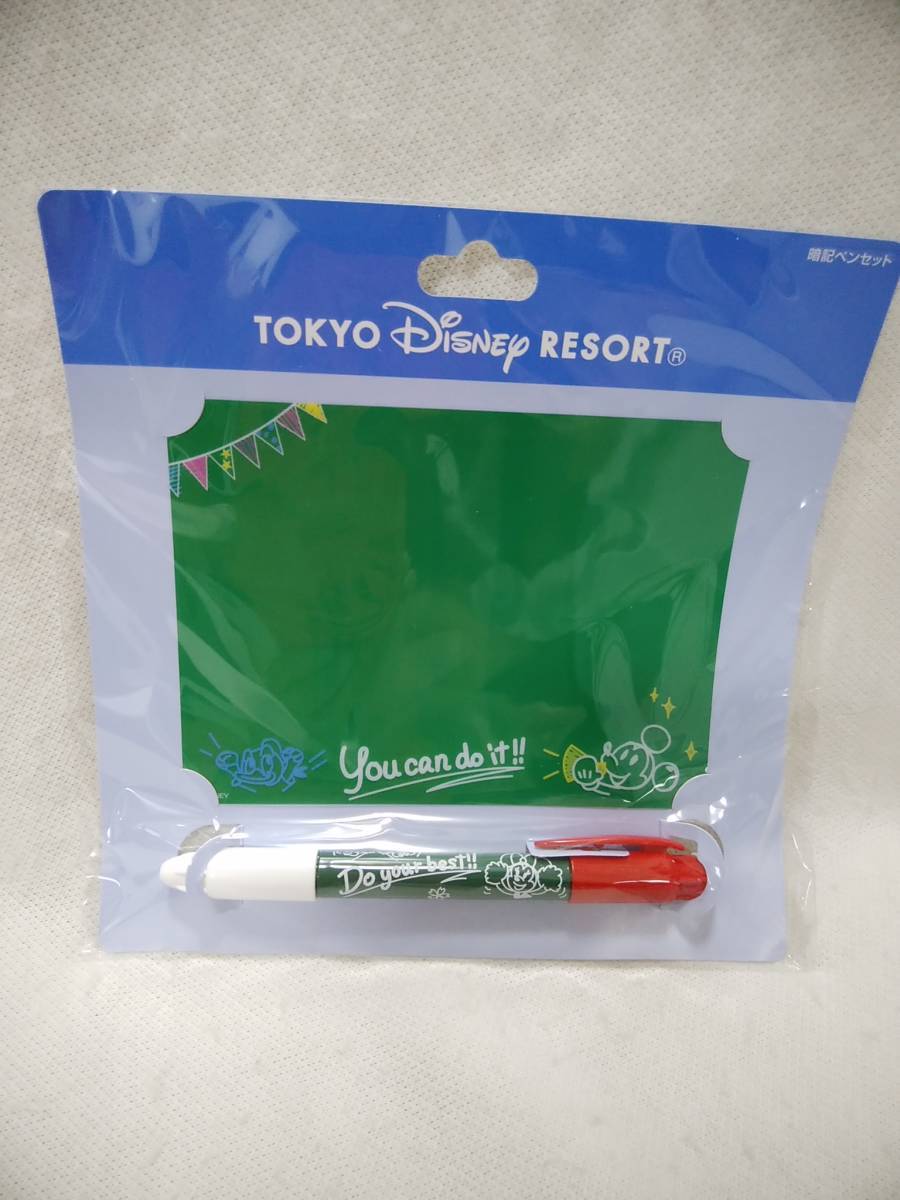 暗記ペンセット
TOKYO Disney RESORT®
You can do it!!
Do your best!!